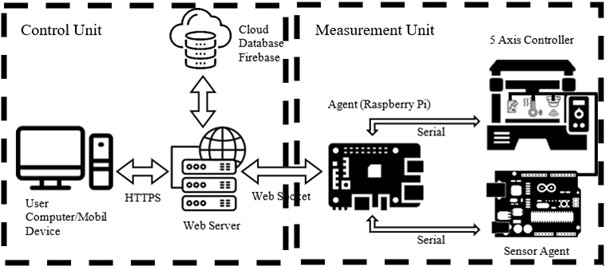 Control Unit
Cloud
Database
Firebase
HTTPS
User
Computer/Mobil
Device
Web Server
Web Socket
Measurement Unit
5 Axis Controller
Agent (Raspberry Pi)
Serial
Serial
Sensor Agent